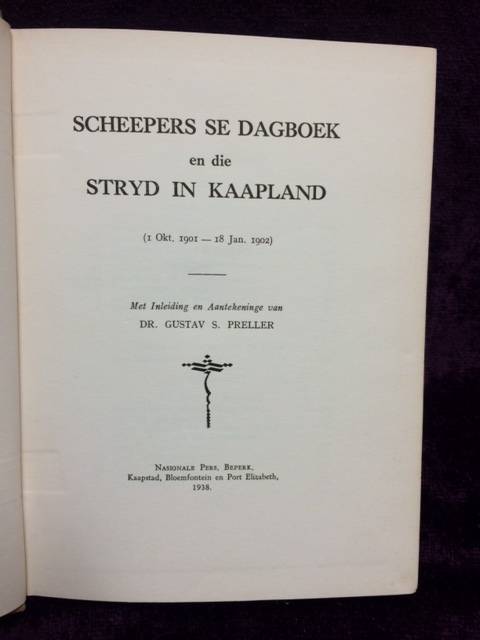 SCHEEPERS SE DAGBOEK
en die
STRYD IN KAAPLAND
(1 Okt. 1901 — 18 Jan. 1902)
Met Inleiding en Aantekeninge van
DR. GUSTAV S. PRELLER
NASIONALE PERS, BEPERK,
Kaapstad, Bloemfontein en Port Elizabeth,
1938.